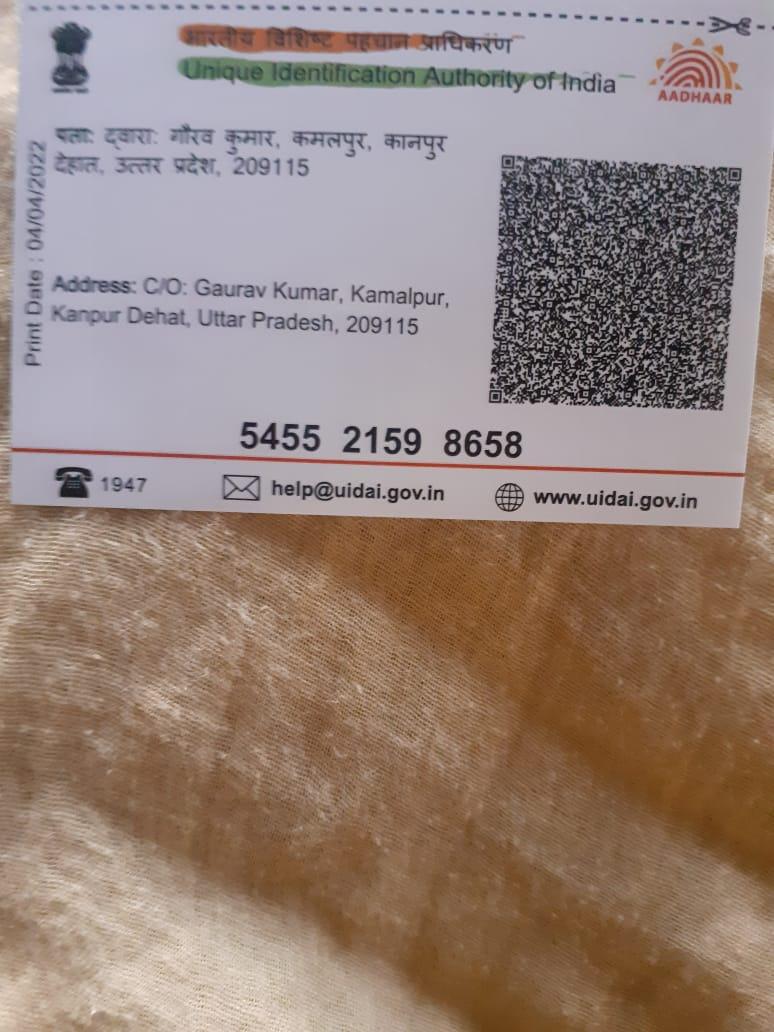 भारतीय विशिष्ट पहचान प्राधिकरण
Unique Identification Authority of India
AADHAAR
पता: द्वारा: गौरव कुमार, कमलपुर, कानपुर
देहात, उत्तर प्रदेश, 209115
Print Date : 04/04/2022
Address: C/O: Gaurav Kumar, Kamalpur,
Kanpur Dehat, Uttar Pradesh, 209115
5455 2159 8658
1947
help@uidai.gov.in
www.uidai.gov.in